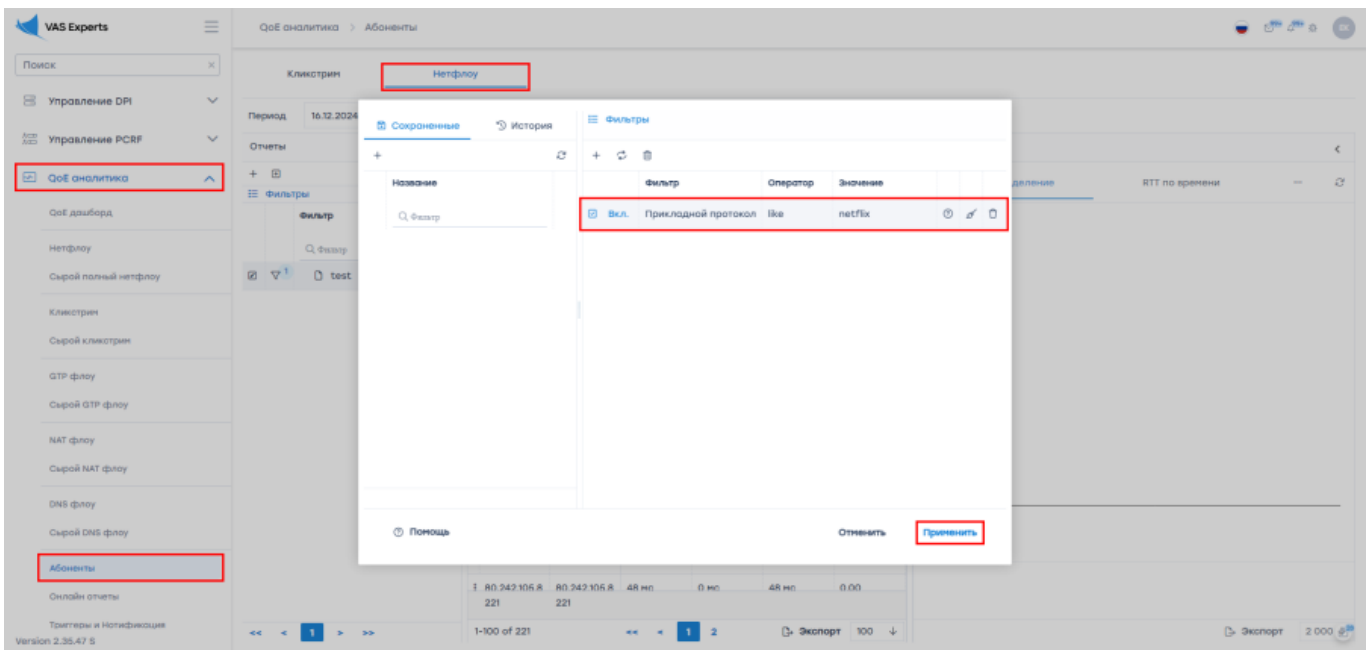 VAS Experts
QoE аналитика > Абоненты
Поиск
Кликстрим
Нетфлоу
Управление DPI
Период 16.12.2024
Сохраненные
История
Фильтры
Управление PCRF
Отчеты
QoE аналитика
Фильтры
Название
Фильтр Оператор Значение
деление
RTT по времени
QoE дашборд
Фильтр
Фильтр
Вкл. Прикладной протокол like netflix
Нетфлоу
Фильтр
Сырой полный нетфлоу
1 test
Кликстрим
Сырой кликстрим
GTP флоу
Сырой GTP флоу
NAT флоу
Сырой NAT флоу
DNS флоу
Сырой DNS флоу
Помощь
Отменить
Применить
Абоненты
80.242.105.8 80.242.105.8 48 мс 0 мс 48 мс 0.00
Онлайн отчеты
221 221
Триггеры и Нотификация
<< < 1 > >>
1-100 of 221
<< < 1 2
Экспорт 100
Экспорт 2 000
Version 2.35.47 S